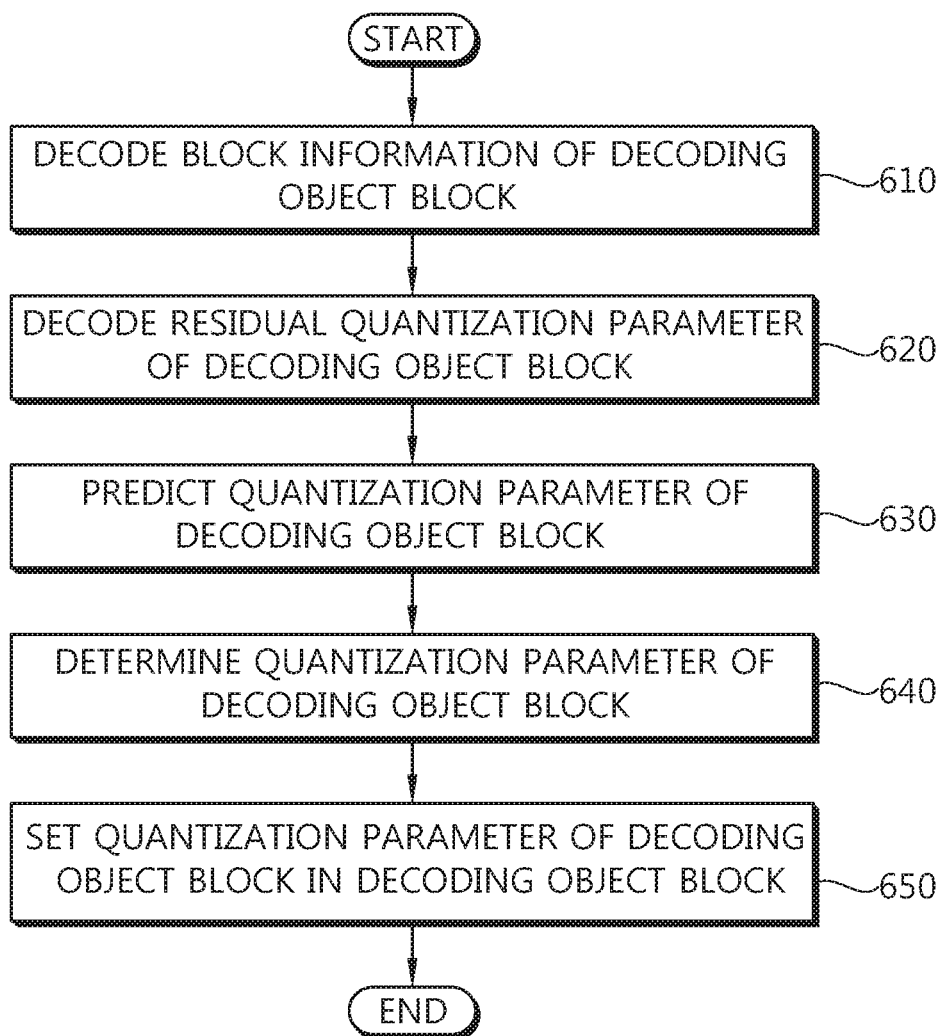 START
DECODE BLOCK INFORMATION OF DECODING
OBJECT BLOCK
610
DECODE RESIDUAL QUANTIZATION PARAMETER
OF DECODING OBJECT BLOCK
620
PREDICT QUANTIZATION PARAMETER OF
DECODING OBJECT BLOCK
630
DETERMINE QUANTIZATION PARAMETER OF
DECODING OBJECT BLOCK
640
SET QUANTIZATION PARAMETER OF DECODING
OBJECT BLOCK IN DECODING OBJECT BLOCK
650
END